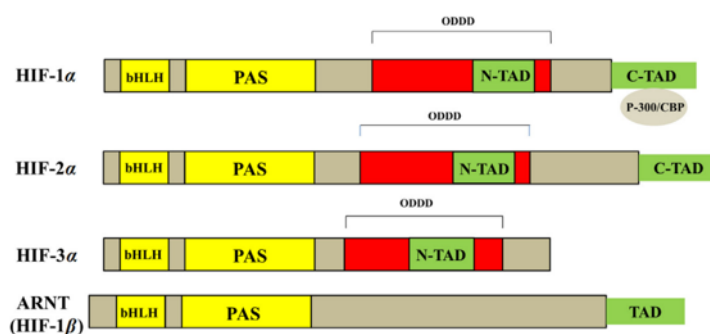 ODDD
HIF-1α bHLH PAS N-TAD C-TAD
P-300/CBP
ODDD
HIF-2α bHLH PAS N-TAD C-TAD
ODDD
HIF-3α bHLH PAS N-TAD
ARNT
(HIF-1β) bHLH PAS TAD